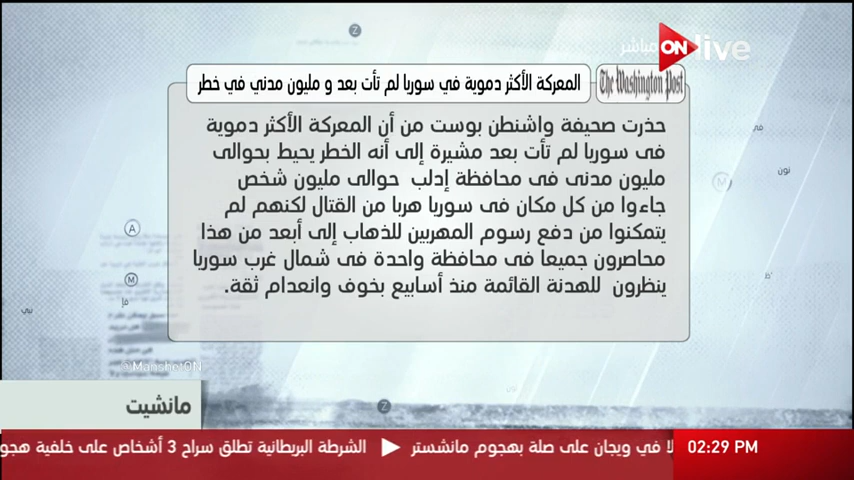 مباشر ON live
The Washington Post
المعركة الأكثر دموية في سوريا لم تأت بعد و مليون مدني في خطر
حذرت صحيفة واشنطن بوست من أن المعركة الأكثر دموية
فى سوريا لم تأت بعد مشيرة إلى أنه الخطر يحيط بحوالى
مليون مدنى فى محافظة إدلب حوالى مليون شخص
جاءوا من كل مكان فى سوريا هربا من القتال لكنهم لم
يتمكنوا من دفع رسوم المهربين للذهاب إلى أبعد من هذا
محاصرون جميعا فى محافظة واحدة فى شمال غرب سوريا
ينظرون للهدنة القائمة منذ أسابيع بخوف وانعدام ثقة.
@ManshetON
مانشيت
02:29 PM
لا في ويجان على صلة بهجوم مانشستر
الشرطة البريطانية تطلق سراح 3 أشخاص على خلفية هجو